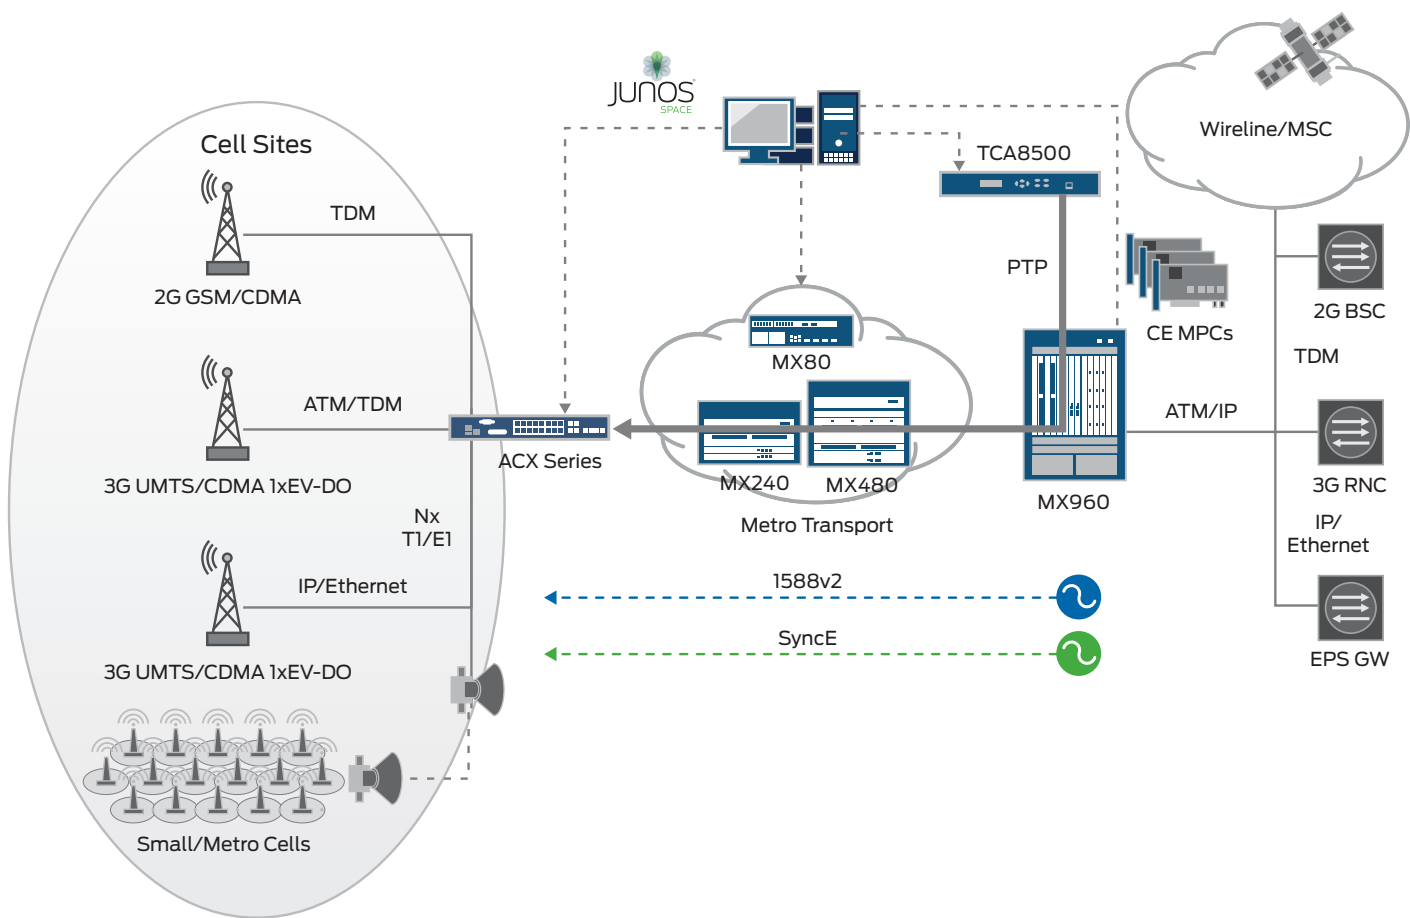 JUNOS
SPACE
Cell Sites
TDM
2G GSM/CDMA
ATM/TDM
3G UMTS/CDMA 1xEV-DO
Nx
T1/E1
IP/Ethernet
3G UMTS/CDMA 1xEV-DO
Small/Metro Cells
ACX Series
MX80
MX240
MX480
Metro Transport
TCA8500
PTP
MX960
CE MPCs
1588v2
SyncE
Wireline/MSC
2G BSC
TDM
ATM/IP
3G RNC
IP/
Ethernet
EPS GW